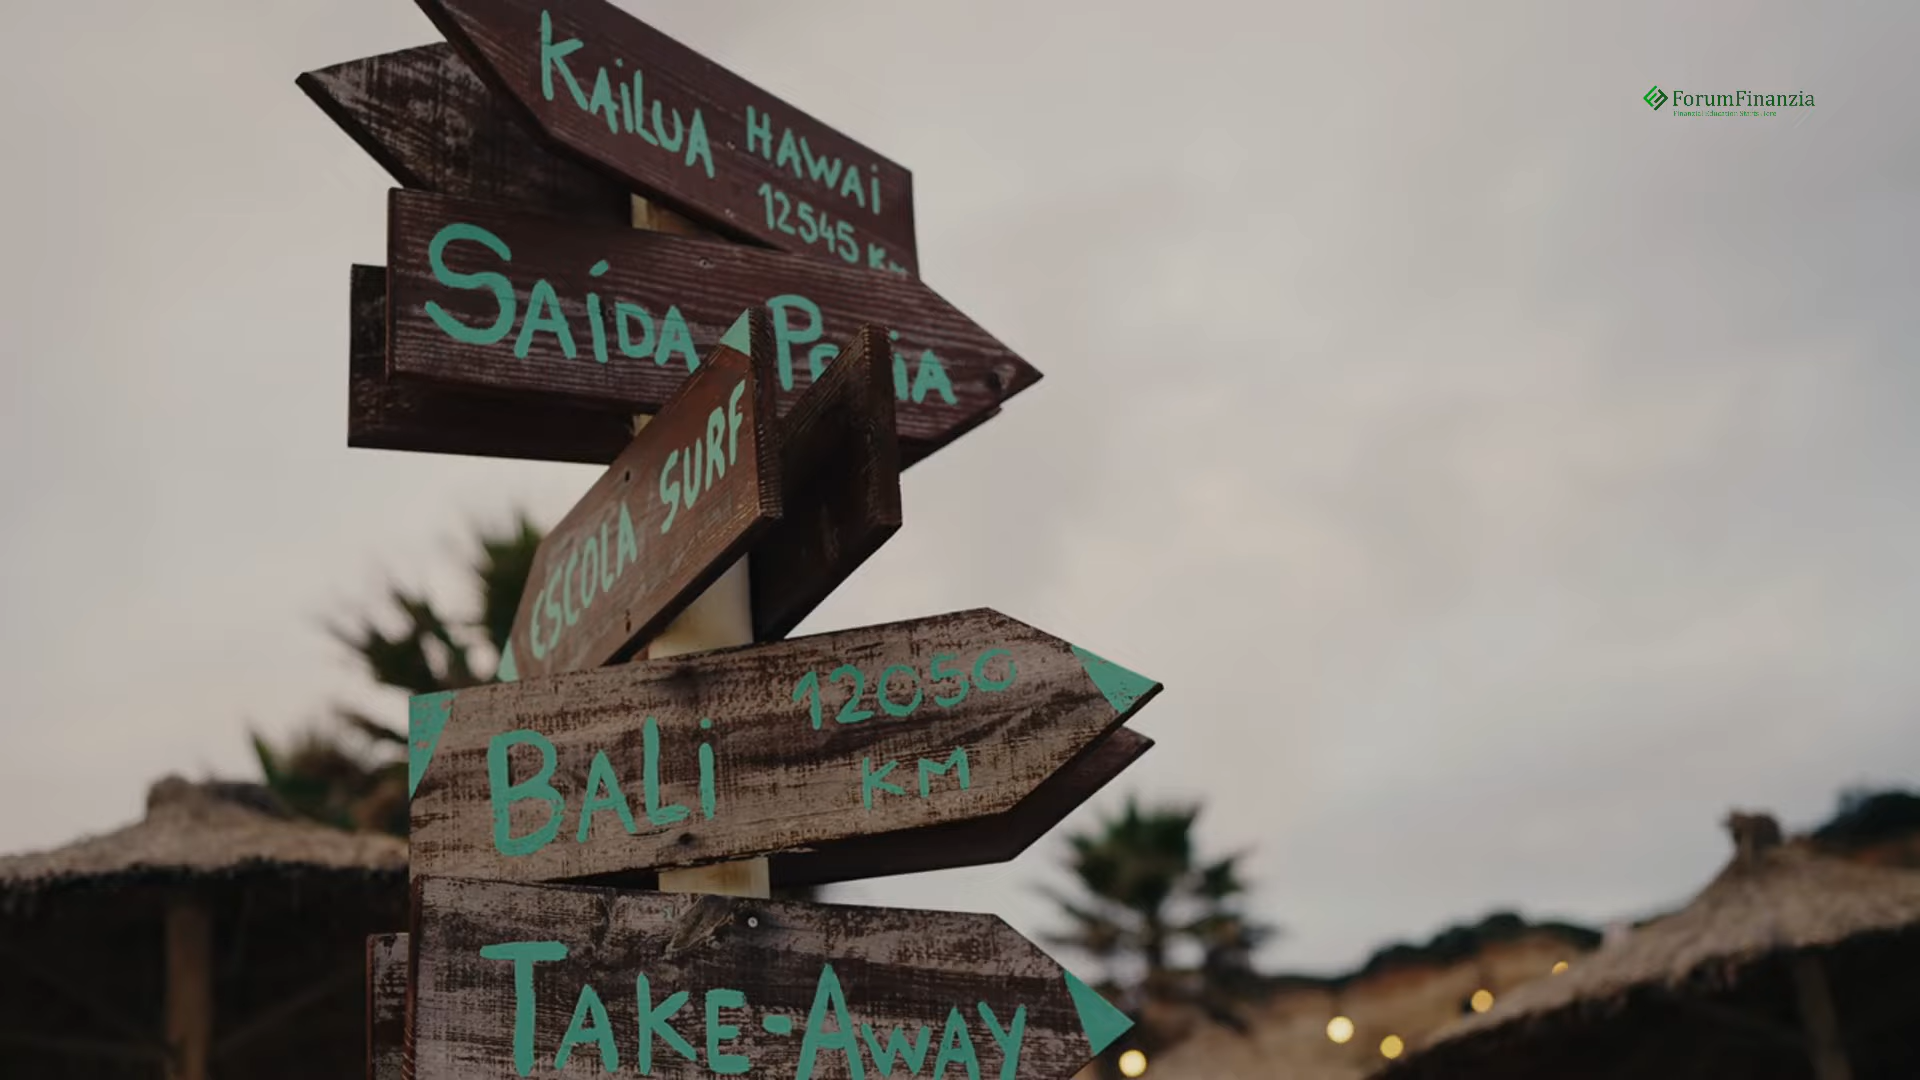 KAiLUA HAWAi
12545 Km
SAÍDA
ESCOLA SURF
BALi 12050
KM
TAKE-AWAY
ForumFinanzia